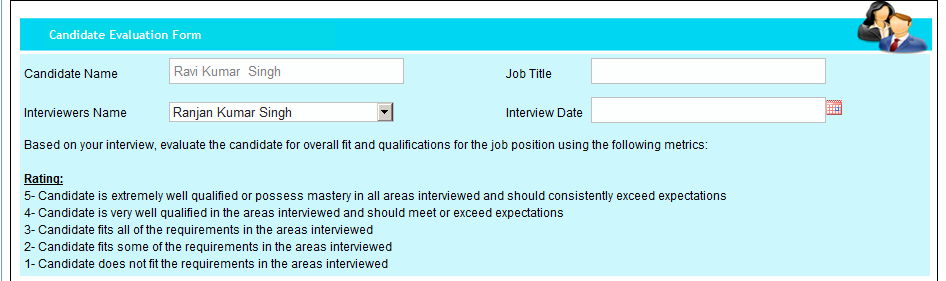 Candidate Evaluation Form
Candidate Name Ravi Kumar  Singh Job Title
Interviewers Name Ranjan Kumar Singh Interview Date
Based on your interview, evaluate the candidate for overall fit and qualifications for the job position using the following metrics:
Rating:
5- Candidate is extremely well qualified or possess mastery in all areas interviewed and should consistently exceed expectations
4- Candidate is very well qualified in the areas interviewed and should meet or exceed expectations
3- Candidate fits all of the requirements in the areas interviewed
2- Candidate fits some of the requirements in the areas interviewed
1- Candidate does not fit the requirements in the areas interviewed